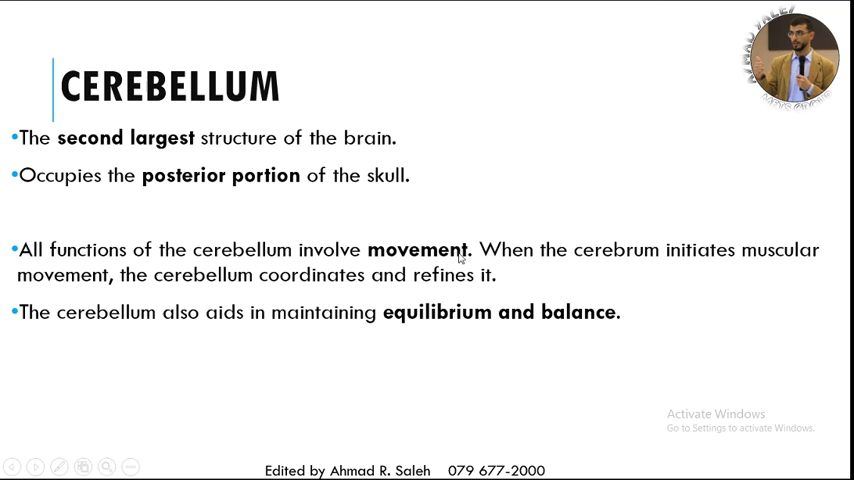 CEREBELLUM
•The second largest structure of the brain.
•Occupies the posterior portion of the skull.
•All functions of the cerebellum involve movement. When the cerebrum initiates muscular
movement, the cerebellum coordinates and refines it.
•The cerebellum also aids in maintaining equilibrium and balance.
Activate Windows
Go to Settings to activate Windows.
Edited by Ahmad R. Saleh 079 677-2000